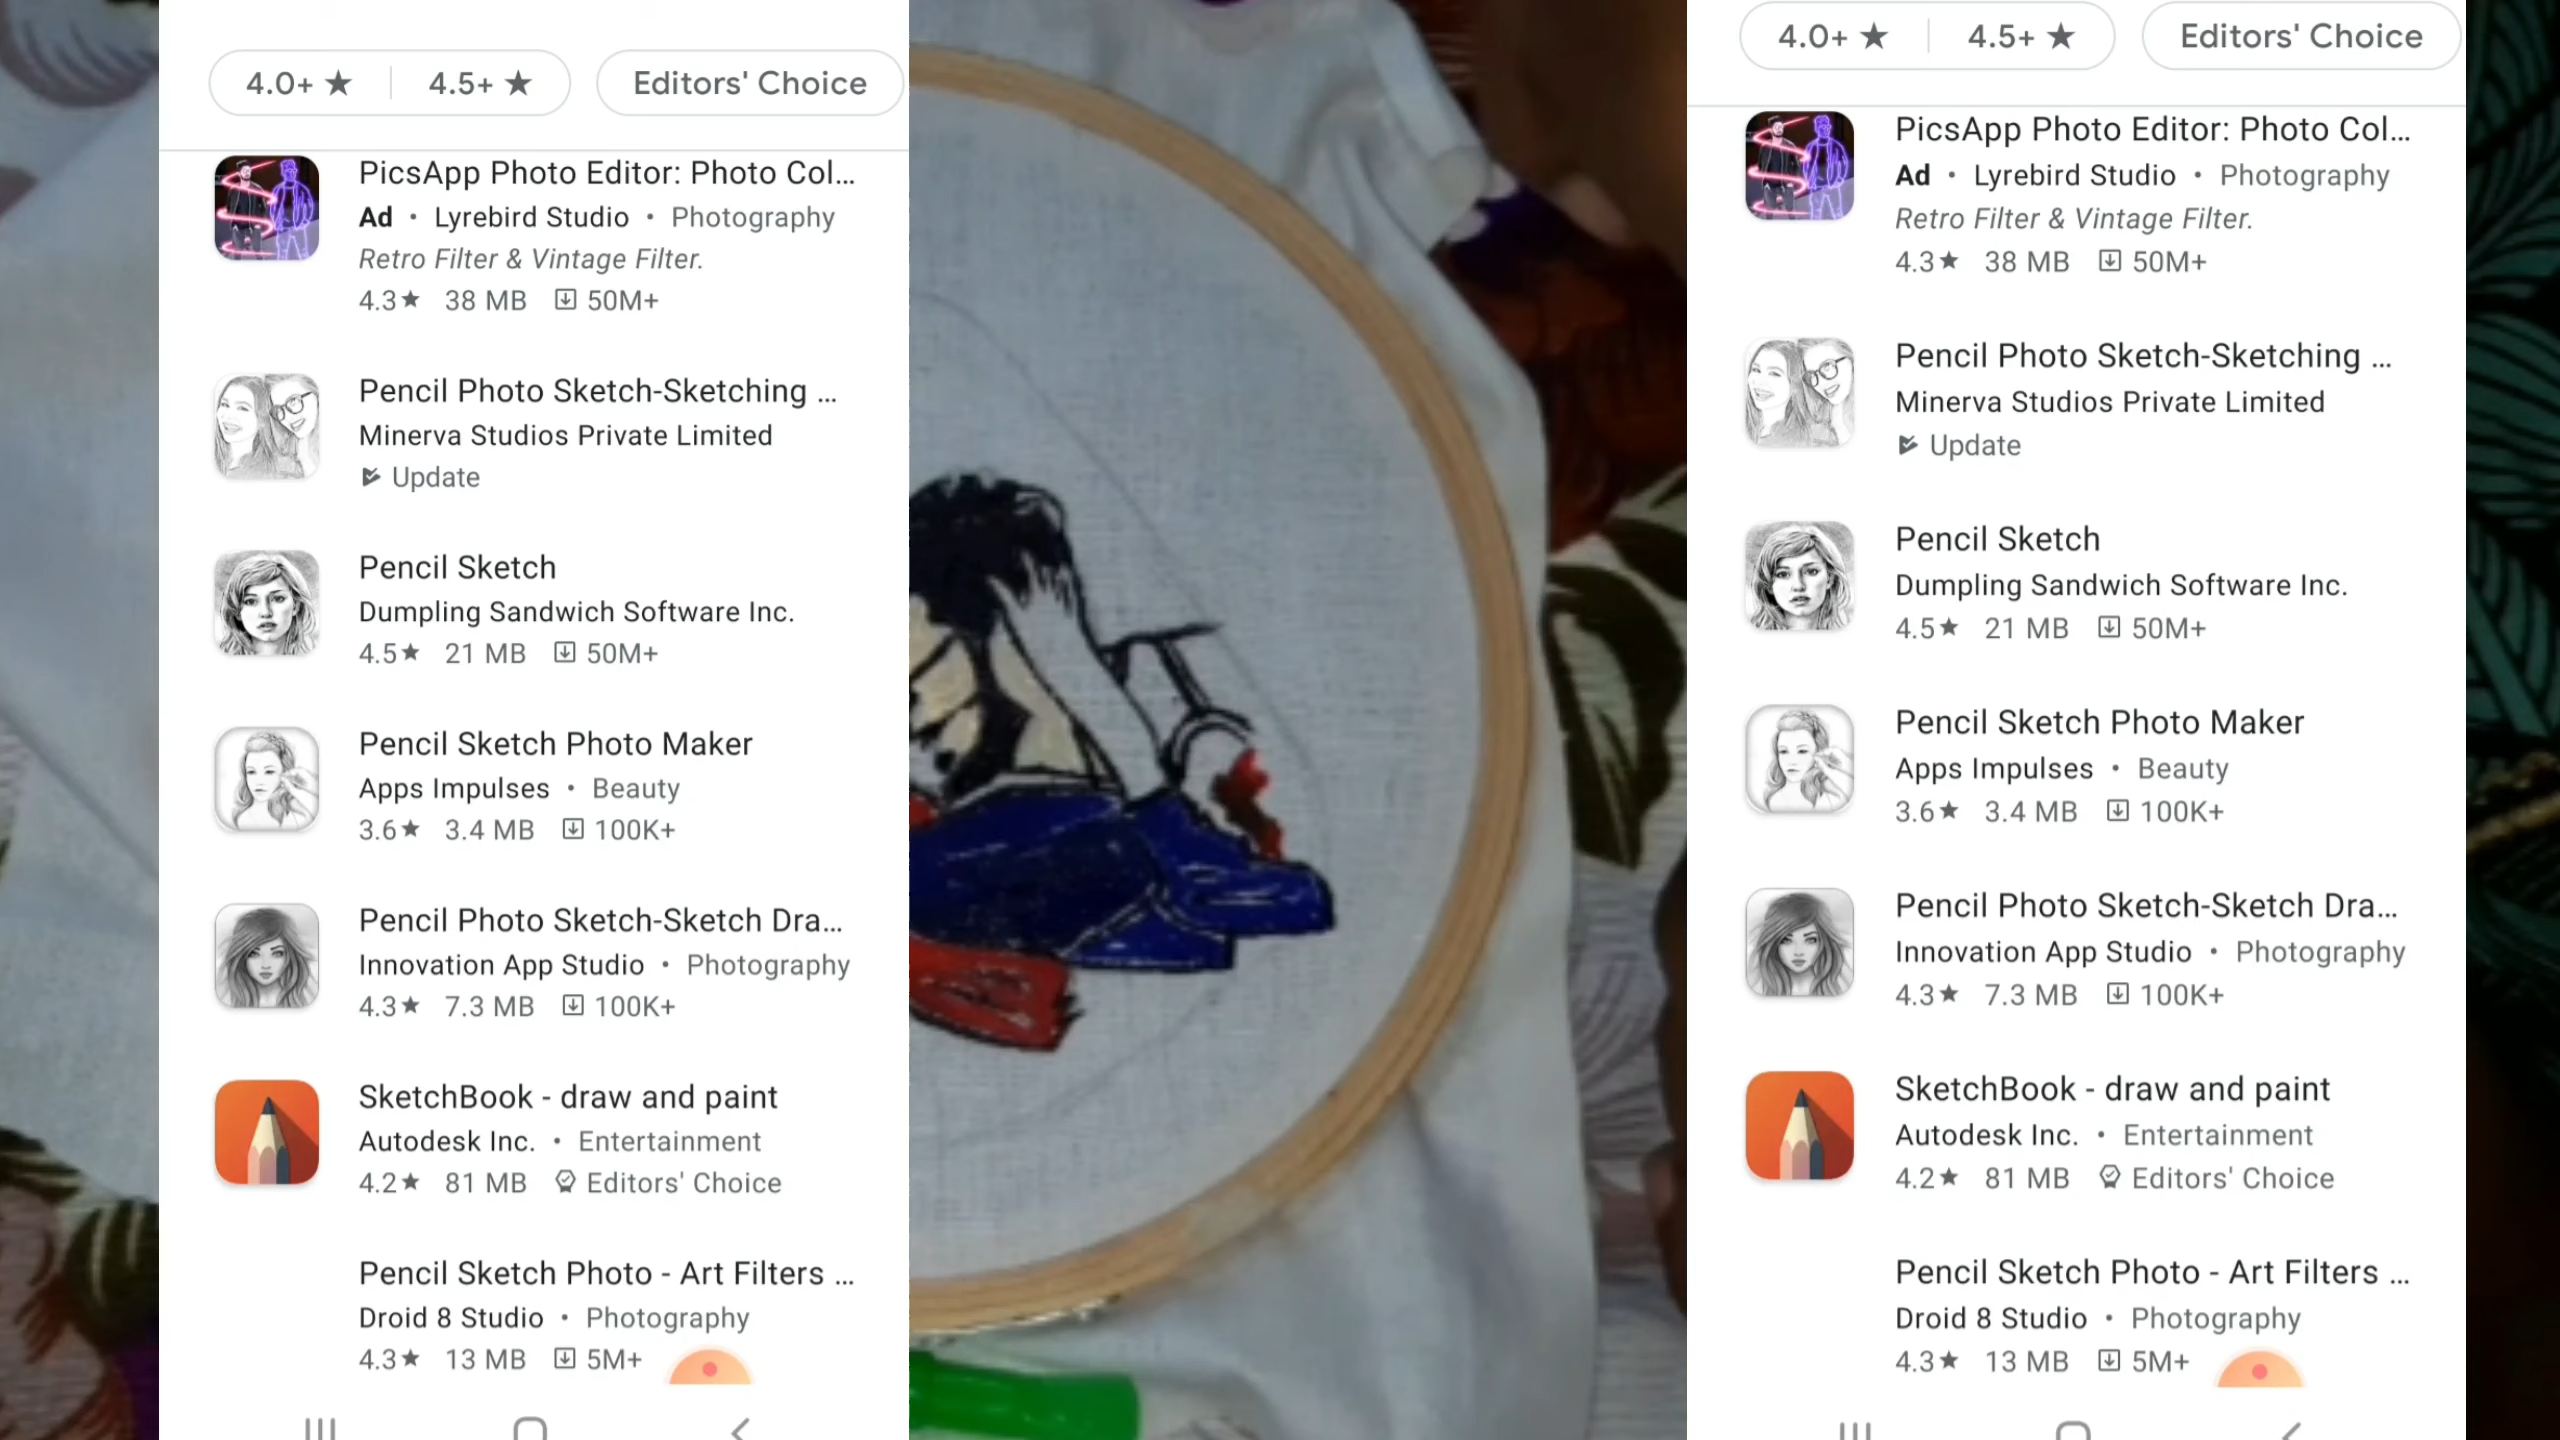 4.0+ ★ 4.5+ ★ Editors' Choice
PicsApp Photo Editor: Photo Col...
Ad • Lyrebird Studio • Photography
Retro Filter & Vintage Filter.
4.3★ 38 MB 50M+
Pencil Photo Sketch-Sketching ...
Minerva Studios Private Limited
Update
Pencil Sketch
Dumpling Sandwich Software Inc.
4.5★ 21 MB 50M+
Pencil Sketch Photo Maker
Apps Impulses • Beauty
3.6★ 3.4 MB 100K+
Pencil Photo Sketch-Sketch Dra...
Innovation App Studio • Photography
4.3★ 7.3 MB 100K+
SketchBook - draw and paint
Autodesk Inc. • Entertainment
4.2★ 81 MB Editors' Choice
Pencil Sketch Photo - Art Filters ...
Droid 8 Studio • Photography
4.3★ 13 MB 5M+
4.0+ ★ 4.5+ ★ Editors' Choice
PicsApp Photo Editor: Photo Col...
Ad • Lyrebird Studio • Photography
Retro Filter & Vintage Filter.
4.3★ 38 MB 50M+
Pencil Photo Sketch-Sketching ...
Minerva Studios Private Limited
Update
Pencil Sketch
Dumpling Sandwich Software Inc.
4.5★ 21 MB 50M+
Pencil Sketch Photo Maker
Apps Impulses • Beauty
3.6★ 3.4 MB 100K+
Pencil Photo Sketch-Sketch Dra...
Innovation App Studio • Photography
4.3★ 7.3 MB 100K+
SketchBook - draw and paint
Autodesk Inc. • Entertainment
4.2★ 81 MB Editors' Choice
Pencil Sketch Photo - Art Filters ...
Droid 8 Studio • Photography
4.3★ 13 MB 5M+